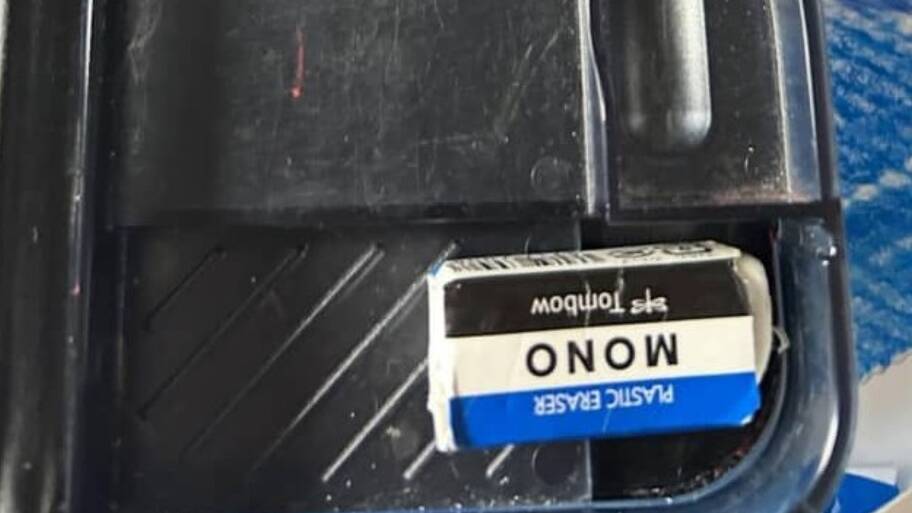 PLASTIC ERASER
MONO
Tombow